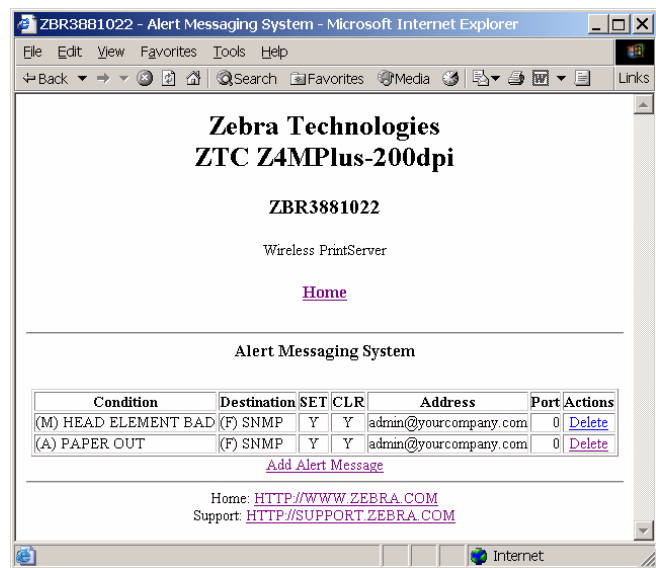 ZBR3881022 - Alert Messaging System - Microsoft Internet Explorer
File Edit View Favorites Tools Help
Back Search Favorites Media Links
Zebra Technologies
ZTC Z4MPlus-200dpi
ZBR3881022
Wireless PrintServer
Home
Alert Messaging System
Condition Destination SET CLR Address Port Actions
(M) HEAD ELEMENT BAD (F) SNMP Y Y admin@yourcompany.com 0 Delete
(A) PAPER OUT (F) SNMP Y Y admin@yourcompany.com 0 Delete
Add Alert Message
Home: HTTP://WWW.ZEBRA.COM
Support: HTTP://SUPPORT.ZEBRA.COM
Internet